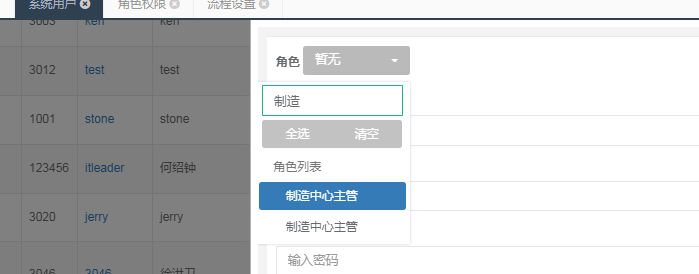 系统用户 角色权限 流程设置
3003 ken ken
角色 暂无
3012 test test
制造
1001 stone stone
全选 清空
123456 itleader 何绍钟
角色列表
制造中心主管
3020 jerry jerry
制造中心主管
3046 3046
输入密码